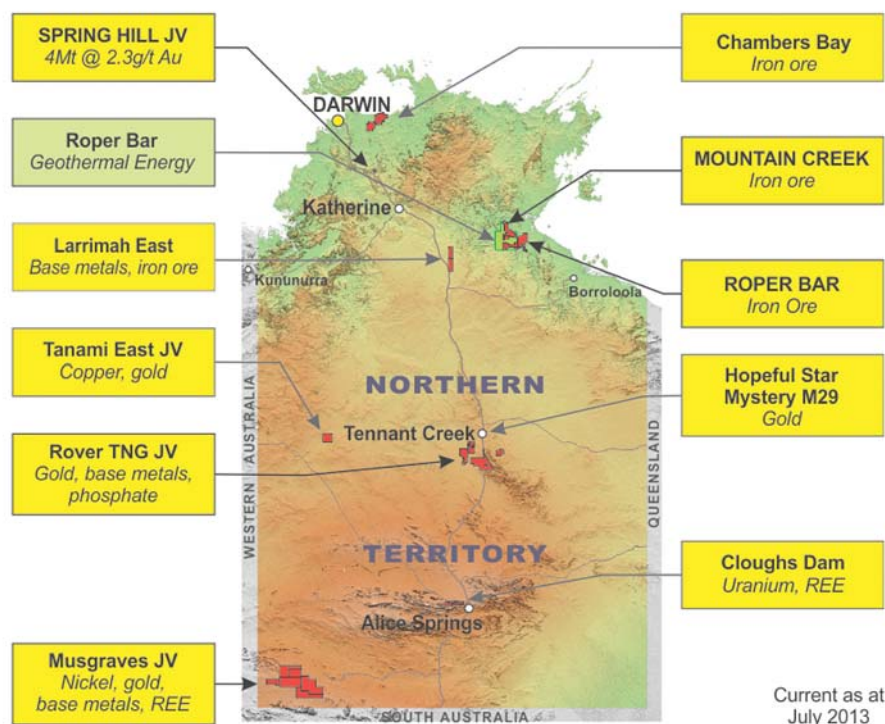 SPRING HILL JV
4Mt @ 2.3g/t Au
Roper Bar
Geothermal Energy
Larrimah East
Base metals, iron ore
Tanami East JV
Copper, gold
Rover TNG JV
Gold, base metals,
phosphate
Musgraves JV
Nickel, gold,
base metals, REE
DARWIN
Katherine
Kununurra
Borroloola
NORTHERN
Tennant Creek
TERRITORY
Alice Springs
WESTERN AUSTRALIA
QUEENSLAND
SOUTH AUSTRALIA
Chambers Bay
Iron ore
MOUNTAIN CREEK
Iron ore
ROPER BAR
Iron Ore
Hopeful Star
Mystery M29
Gold
Cloughs Dam
Uranium, REE
Current as at
July 2013